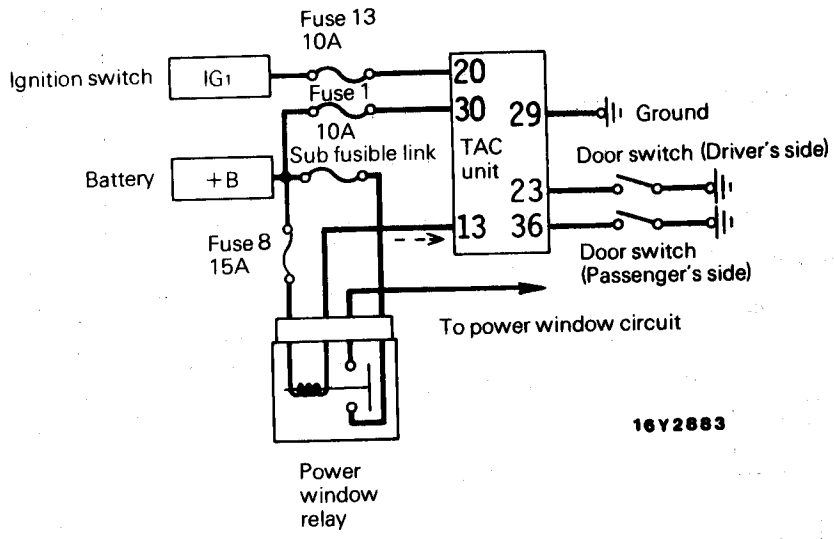 Fuse 13
10A
Ignition switch
IG1
20
Fuse 1
10A
30
29
Ground
TAC
unit
Sub fusible link
Door switch (Driver's side)
Battery
+B
23
13
36
Fuse 8
15A
Door switch
(Passenger's side)
To power window circuit
16Y2883
Power
window
relay